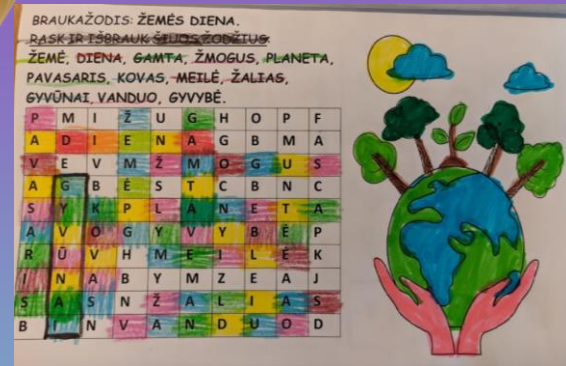 BRAUKAŽODIS: ŽEMĖS DIENA.
RASK IR IŠBRAUK ŠIUOS ŽODŽIUS
ŽEMĖ, DIENA, GAMTA, ŽMOGUS, PLANETA,
PAVASARIS, KOVAS, MEILĖ, ŽALIAS,
GYVŪNAI, VANDUO, GYVYBĖ.
P M I Ž U G H O P F
A D I E N A G B M A
V E V M Ž M O G U S
A G B Ė S T C B N C
S Y K P L A N E T A
A V O G Y V Y B Ė P
R Ū V H M E I L Ė K
I N A B Y M Z E A J
S A S N Ž A L I A S
B I N V A N D U O D